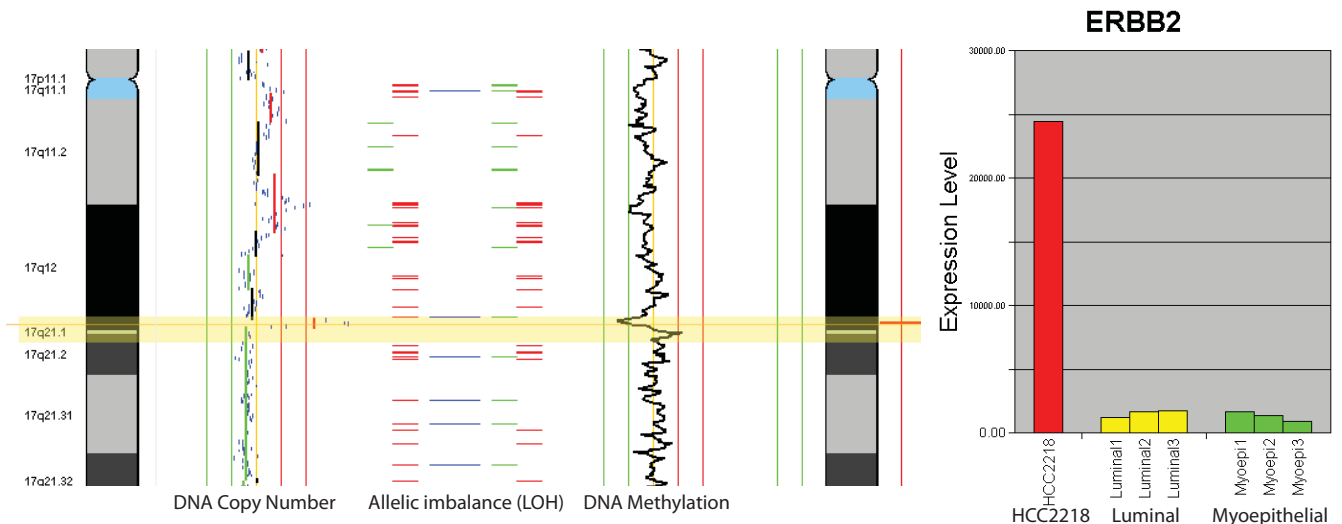 ERBB2
17p11.1
17q11.1
17q11.2
17q12
17q21.1
17q21.2
17q21.31
17q21.32
DNA Copy Number
Allelic imbalance (LOH)
DNA Methylation
Expression Level
30000.00
20000.00
10000.00
0.00
HCC2218
Luminal1
Luminal2
Luminal3
Myoepi1
Myoepi2
Myoepi3
HCC2218
Luminal
Myoepithelial